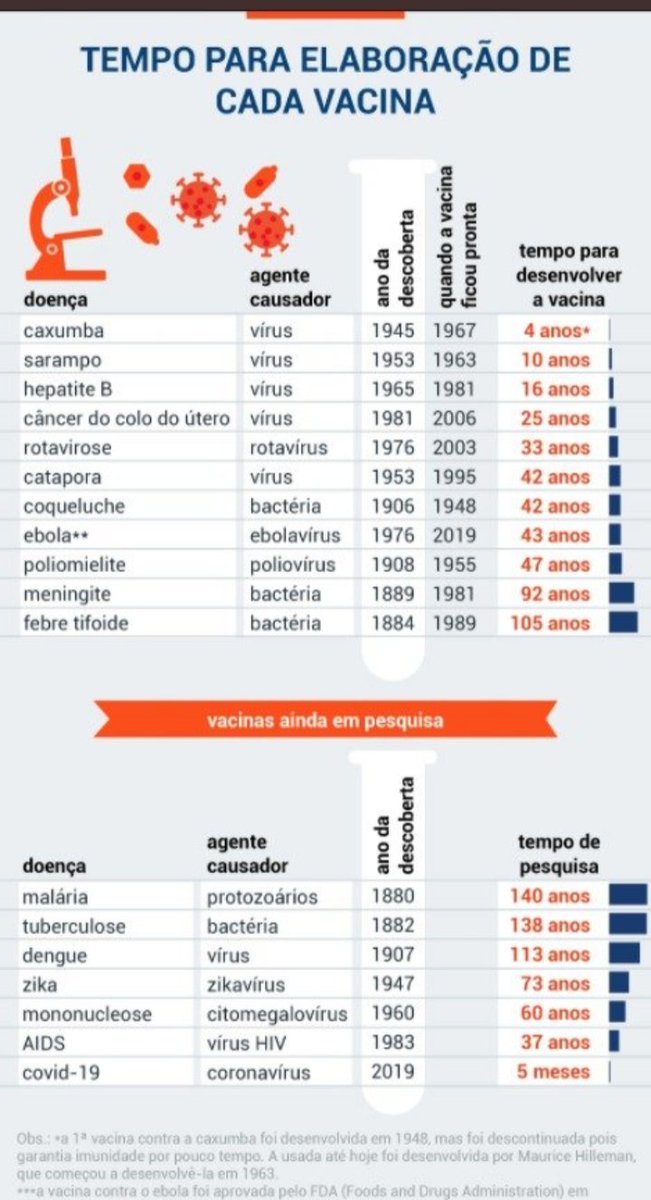 TEMPO PARA ELABORAÇÃO DE
CADA VACINA
doença agente causador ano da descoberta quando a vacina ficou pronta tempo para desenvolver a vacina
caxumba vírus 1945 1967 4 anos*
sarampo vírus 1953 1963 10 anos
hepatite B vírus 1965 1981 16 anos
câncer do colo do útero vírus 1981 2006 25 anos
rotavirose rotavírus 1976 2003 33 anos
catapora vírus 1953 1995 42 anos
coqueluche bactéria 1906 1948 42 anos
ebola** ebolavírus 1976 2019 43 anos
poliomielite poliovírus 1908 1955 47 anos
meningite bactéria 1889 1981 92 anos
febre tifoide bactéria 1884 1989 105 anos
vacinas ainda em pesquisa
doença agente causador ano da descoberta tempo de pesquisa
malária protozoários 1880 140 anos
tuberculose bactéria 1882 138 anos
dengue vírus 1907 113 anos
zika zikavírus 1947 73 anos
mononucleose citomegalovírus 1960 60 anos
AIDS vírus HIV 1983 37 anos
covid-19 coronavírus 2019 5 meses
Obs.: *a 1ª vacina contra a caxumba foi desenvolvida em 1948, mas foi descontinuada pois
garantia imunidade por pouco tempo. A usada até hoje foi desenvolvida por Maurice Hilleman,
que começou a desenvolvê-la em 1963.
***a vacina contra o ebola foi aprovada pelo FDA (Foods and Drugs Administration) em